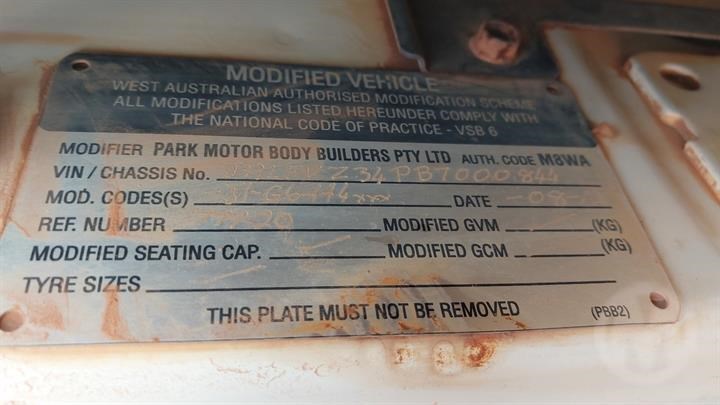 MODIFIED VEHICLE
WEST AUSTRALIAN AUTHORISED MODIFICATION SCHEME
ALL MODIFICATIONS LISTED HEREUNDER COMPLY WITH
THE NATIONAL CODE OF PRACTICE - VSB 6
MODIFIER PARK MOTOR BODY BUILDERS PTY LTD AUTH. CODE M8WA
VIN / CHASSIS No.
MOD. CODES(S) DATE -08-
REF. NUMBER MODIFIED GVM (KG)
MODIFIED SEATING CAP. MODIFIED GCM (KG)
TYRE SIZES
THIS PLATE MUST NOT BE REMOVED (PBB2)